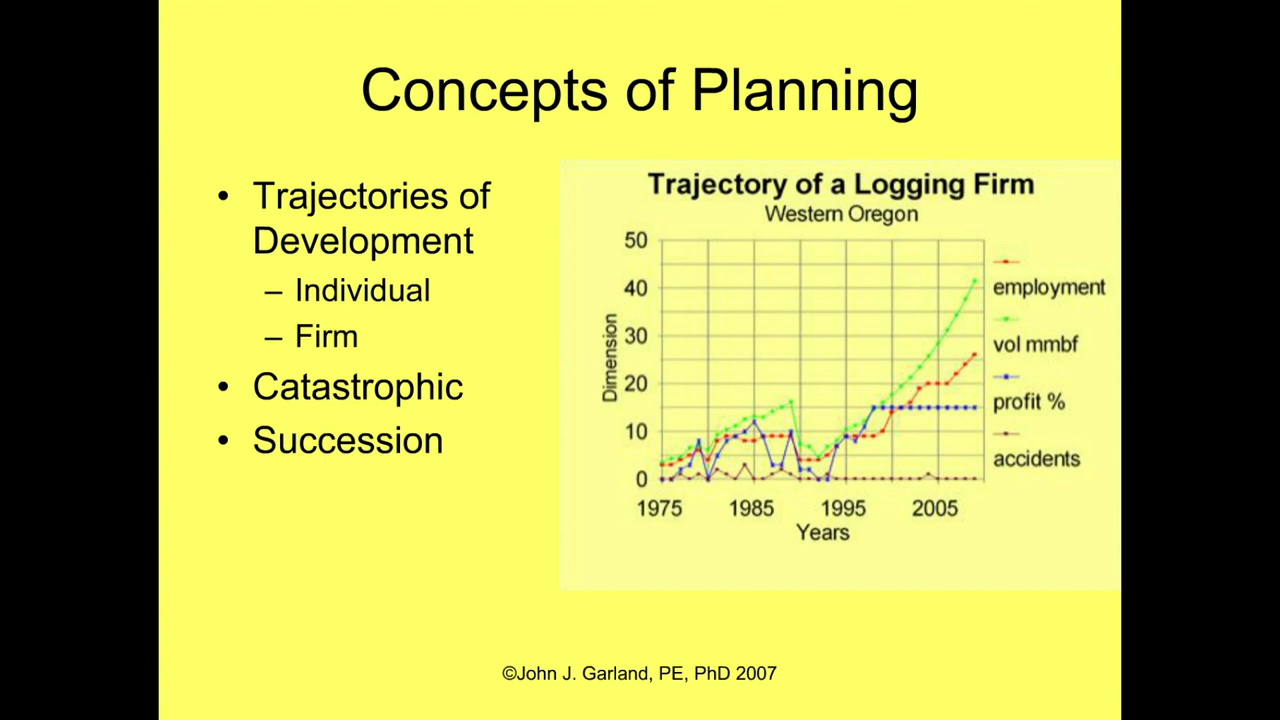 Concepts of Planning
• Trajectories of
Development
– Individual
– Firm
• Catastrophic
• Succession
Trajectory of a Logging Firm
Western Oregon
50
40
30
20
10
0
Dimension
1975 1985 1995 2005
Years
employment
vol mmbf
profit %
accidents
©John J. Garland, PE, PhD 2007